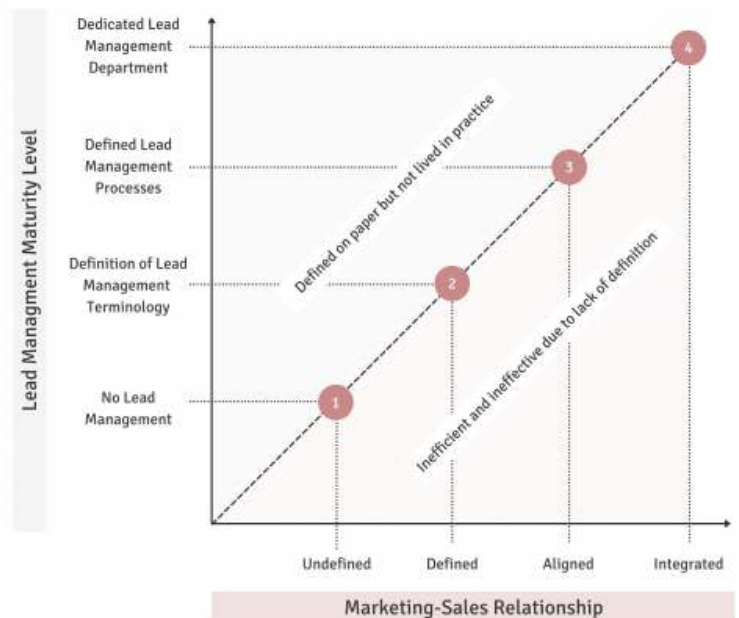 Dedicated Lead
Management
Department
4
Defined Lead
Management
Processes
3
Defined on paper but not lived in practice
Definition of Lead
Management
Terminology
2
Inefficient and ineffective due to lack of definition
No Lead
Management
1
Lead Managment Maturity Level
Undefined
Defined
Aligned
Integrated
Marketing-Sales Relationship